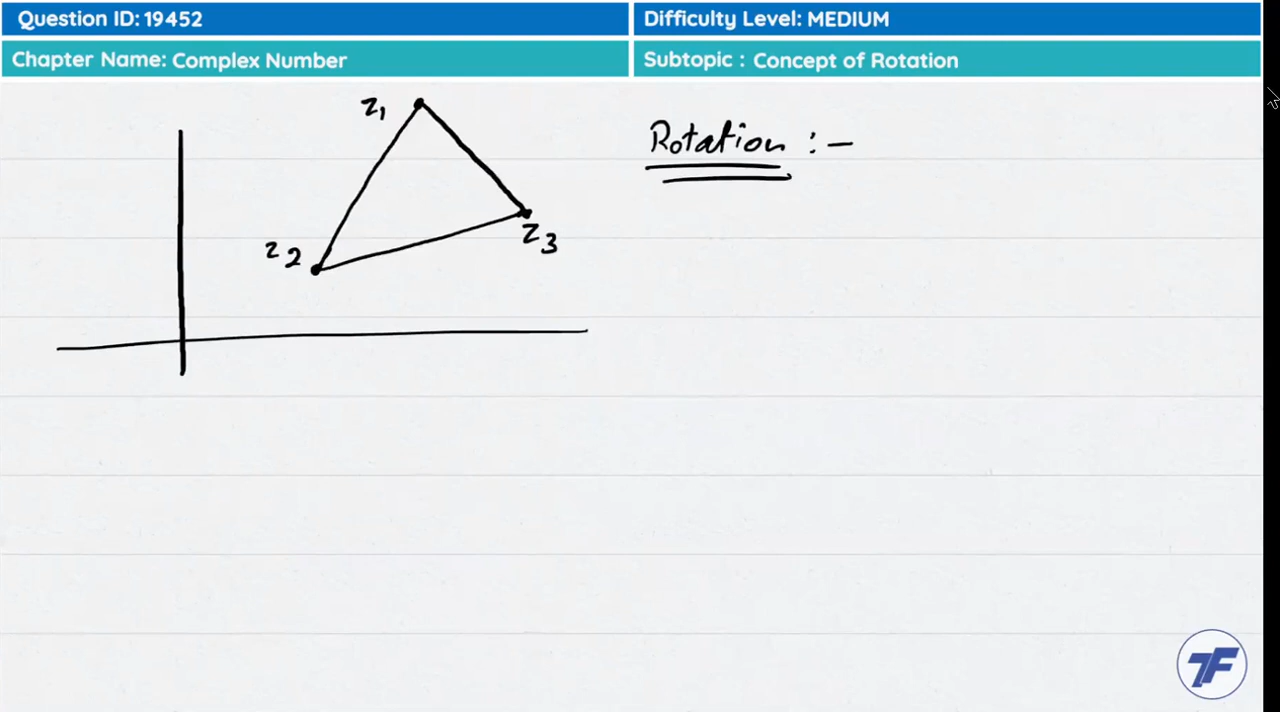 Question ID: 19452
Difficulty Level: MEDIUM
Chapter Name: Complex Number
Subtopic : Concept of Rotation
z1
Rotation :-
z2
z3
TF